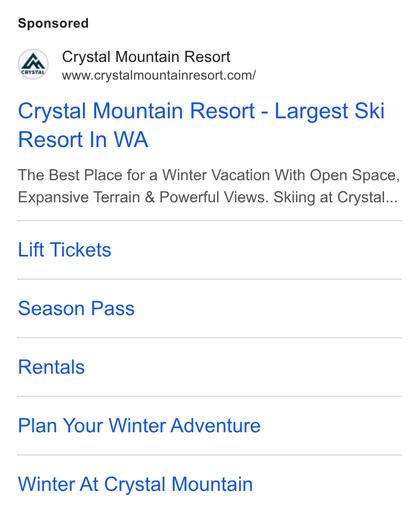 Sponsored
CRYSTAL
Crystal Mountain Resort
www.crystalmountainresort.com/
Crystal Mountain Resort - Largest Ski
Resort In WA
The Best Place for a Winter Vacation With Open Space,
Expansive Terrain & Powerful Views. Skiing at Crystal...
Lift Tickets
Season Pass
Rentals
Plan Your Winter Adventure
Winter At Crystal Mountain